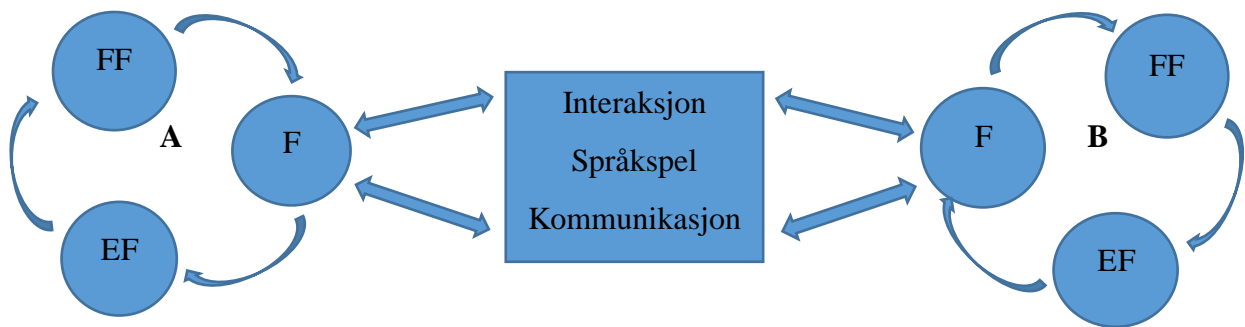 FF
A
F
EF
Interaksjon
Språkspel
Kommunikasjon
F
B
FF
EF